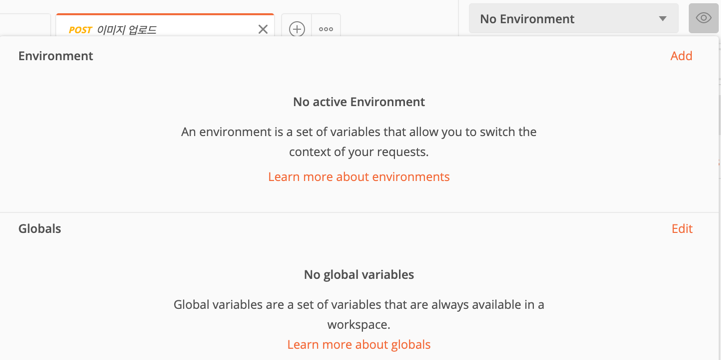 POST 이미지 업로드
No Environment
Environment
Add
No active Environment
An environment is a set of variables that allow you to switch the
context of your requests.
Learn more about environments
Globals
Edit
No global variables
Global variables are a set of variables that are always available in a
workspace.
Learn more about globals